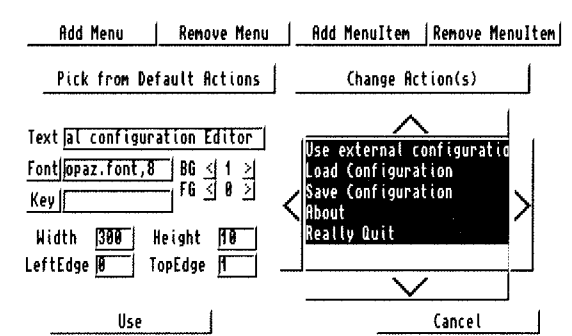 Add Menu Remove Menu Add MenuItem Remove MenuItem
Pick from Default Actions Change Action(s)
Text al configuration Editor
Font opaz.font,8 BG < 1 >
FG < 0 >
Key
Width 300 Height 10
LeftEdge 0 TopEdge 1
Use external configuratio
Load Configuration
Save Configuration
About
Really Quit
Use Cancel